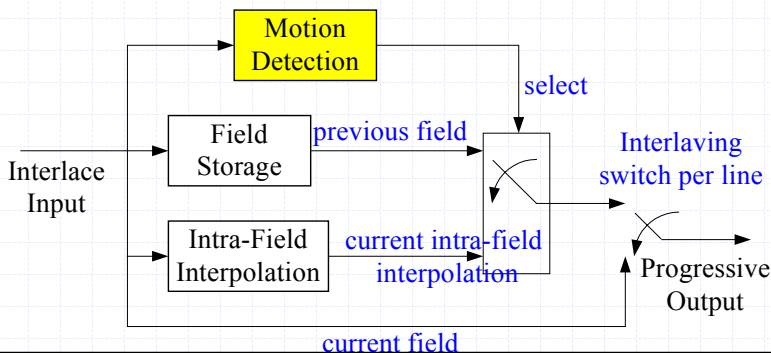 Motion
Detection
select
Field
Storage
previous field
Interlace
Input
Interlaving
switch per line
Intra-Field
Interpolation
current intra-field
interpolation
Progressive
Output
current field